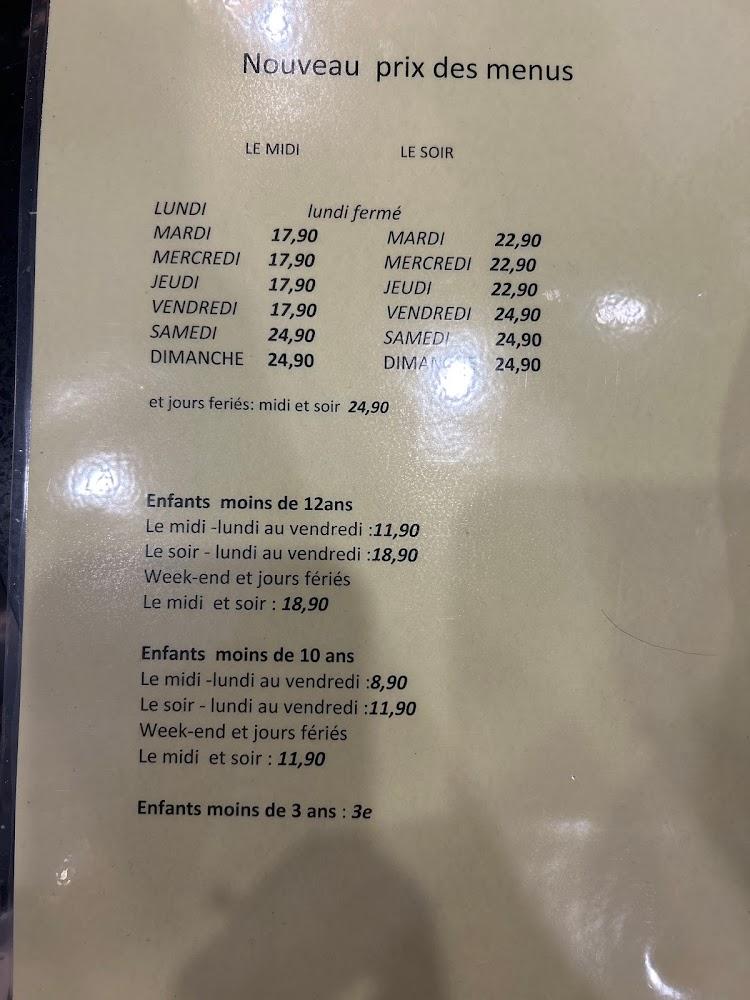 Nouveau prix des menus
LE MIDI LE SOIR
LUNDI lundi fermé
MARDI 17,90 MARDI 22,90
MERCREDI 17,90 MERCREDI 22,90
JEUDI 17,90 JEUDI 22,90
VENDREDI 17,90 VENDREDI 24,90
SAMEDI 24,90 SAMEDI 24,90
DIMANCHE 24,90 DIMANCHE 24,90
et jours feriés: midi et soir 24,90
Enfants moins de 12ans
Le midi -lundi au vendredi :11,90
Le soir - lundi au vendredi :18,90
Week-end et jours fériés
Le midi et soir : 18,90
Enfants moins de 10 ans
Le midi -lundi au vendredi :8,90
Le soir - lundi au vendredi :11,90
Week-end et jours fériés
Le midi et soir : 11,90
Enfants moins de 3 ans : 3e